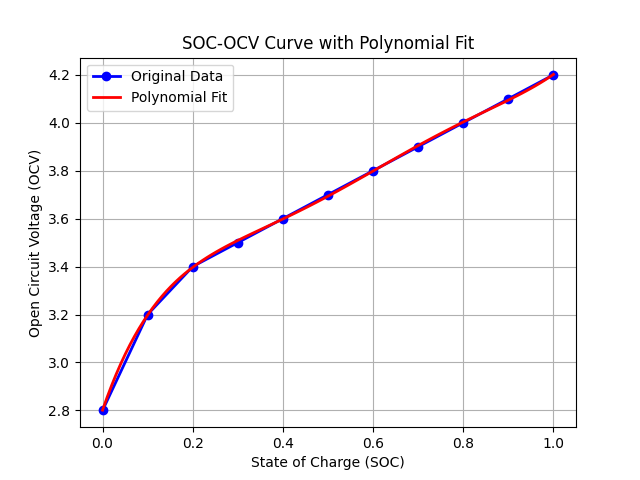 SOC-OCV Curve with Polynomial Fit
Original Data
Polynomial Fit
Open Circuit Voltage (OCV)
4.2
4.0
3.8
3.6
3.4
3.2
3.0
2.8
0.0 0.2 0.4 0.6 0.8 1.0
State of Charge (SOC)